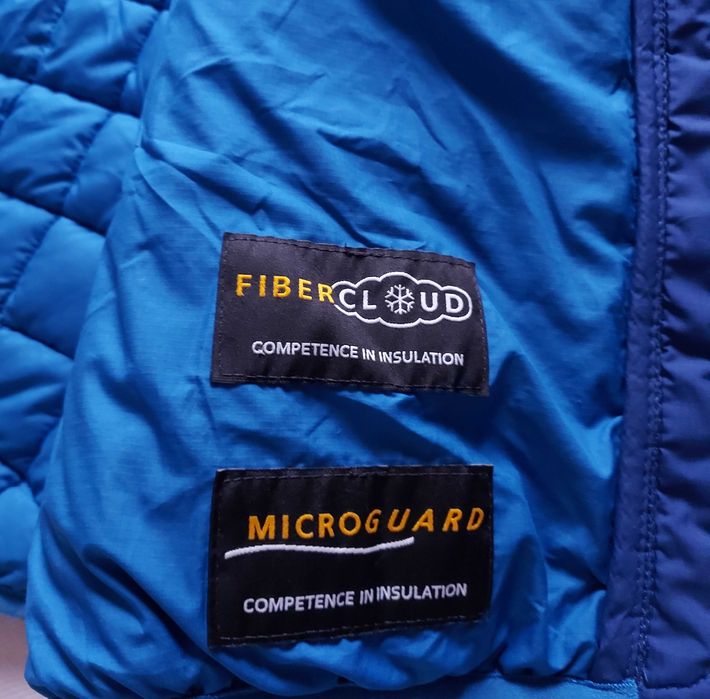 FIBERCLOUD
COMPETENCE IN INSULATION
MICROGUARD
COMPETENCE IN INSULATION